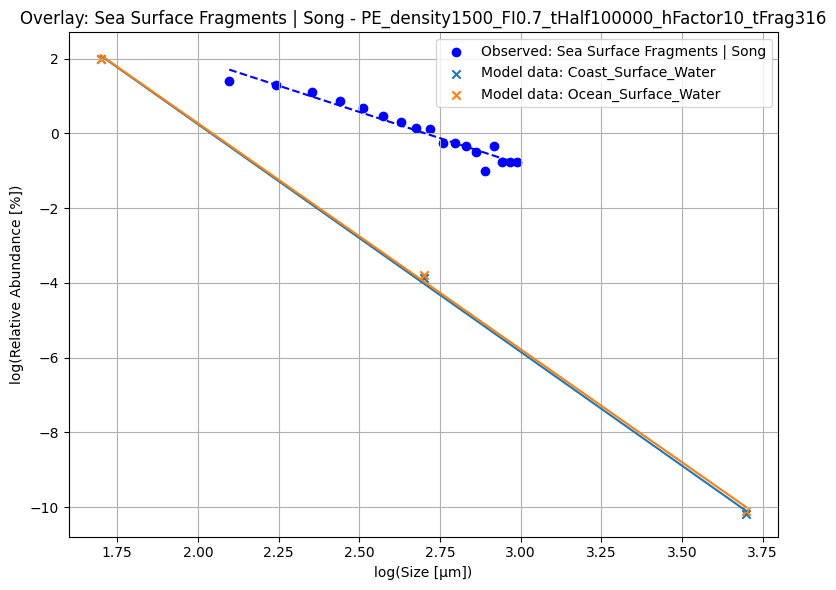 Overlay: Sea Surface Fragments | Song - PE_density1500_FI0.7_tHalf100000_hFactor10_tFrag316
Observed: Sea Surface Fragments | Song
Model data: Coast_Surface_Water
Model data: Ocean_Surface_Water
log(Relative Abundance [%])
2
0
−2
−4
−6
−8
−10
1.75
2.00
2.25
2.50
2.75
3.00
3.25
3.50
3.75
log(Size [µm])